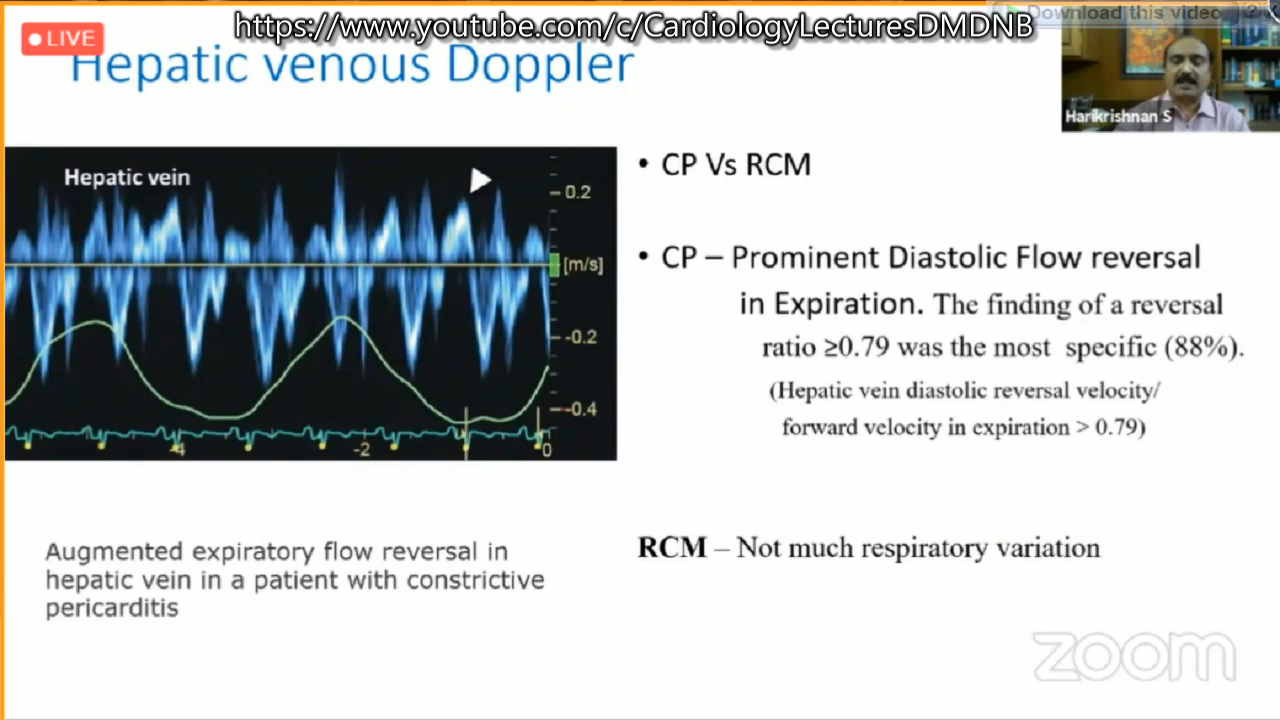 https://www.youtube.com/c/CardiologyLecturesDMDNB
Download this video
LIVE
Hepatic venous Doppler
Harikrishnan S
Hepatic vein
0.2
[m/s]
-0.2
-0.4
-4
-2
0
• CP Vs RCM
• CP – Prominent Diastolic Flow reversal
in Expiration. The finding of a reversal
ratio ≥0.79 was the most specific (88%).
(Hepatic vein diastolic reversal velocity/
forward velocity in expiration > 0.79)
Augmented expiratory flow reversal in
hepatic vein in a patient with constrictive
pericarditis
RCM – Not much respiratory variation
zoom